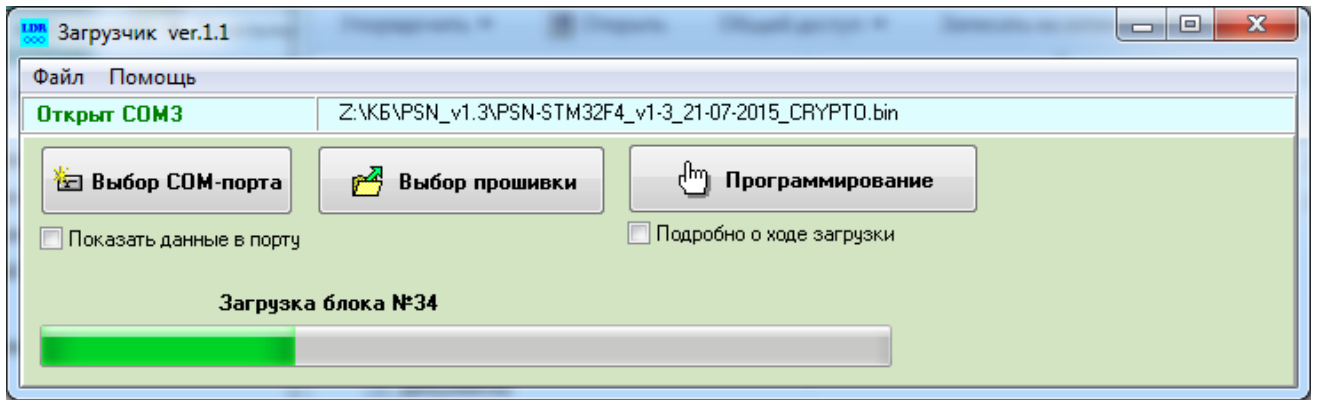 LDR Загрузчик ver.1.1
Файл Помощь
Открыт COM3 Z:\КБ\PSN_v1.3\PSN-STM32F4_v1-3_21-07-2015_CRYPTO.bin
Выбор COM-порта Выбор прошивки Программирование
Показать данные в порту Подробно о ходе загрузки
Загрузка блока №34